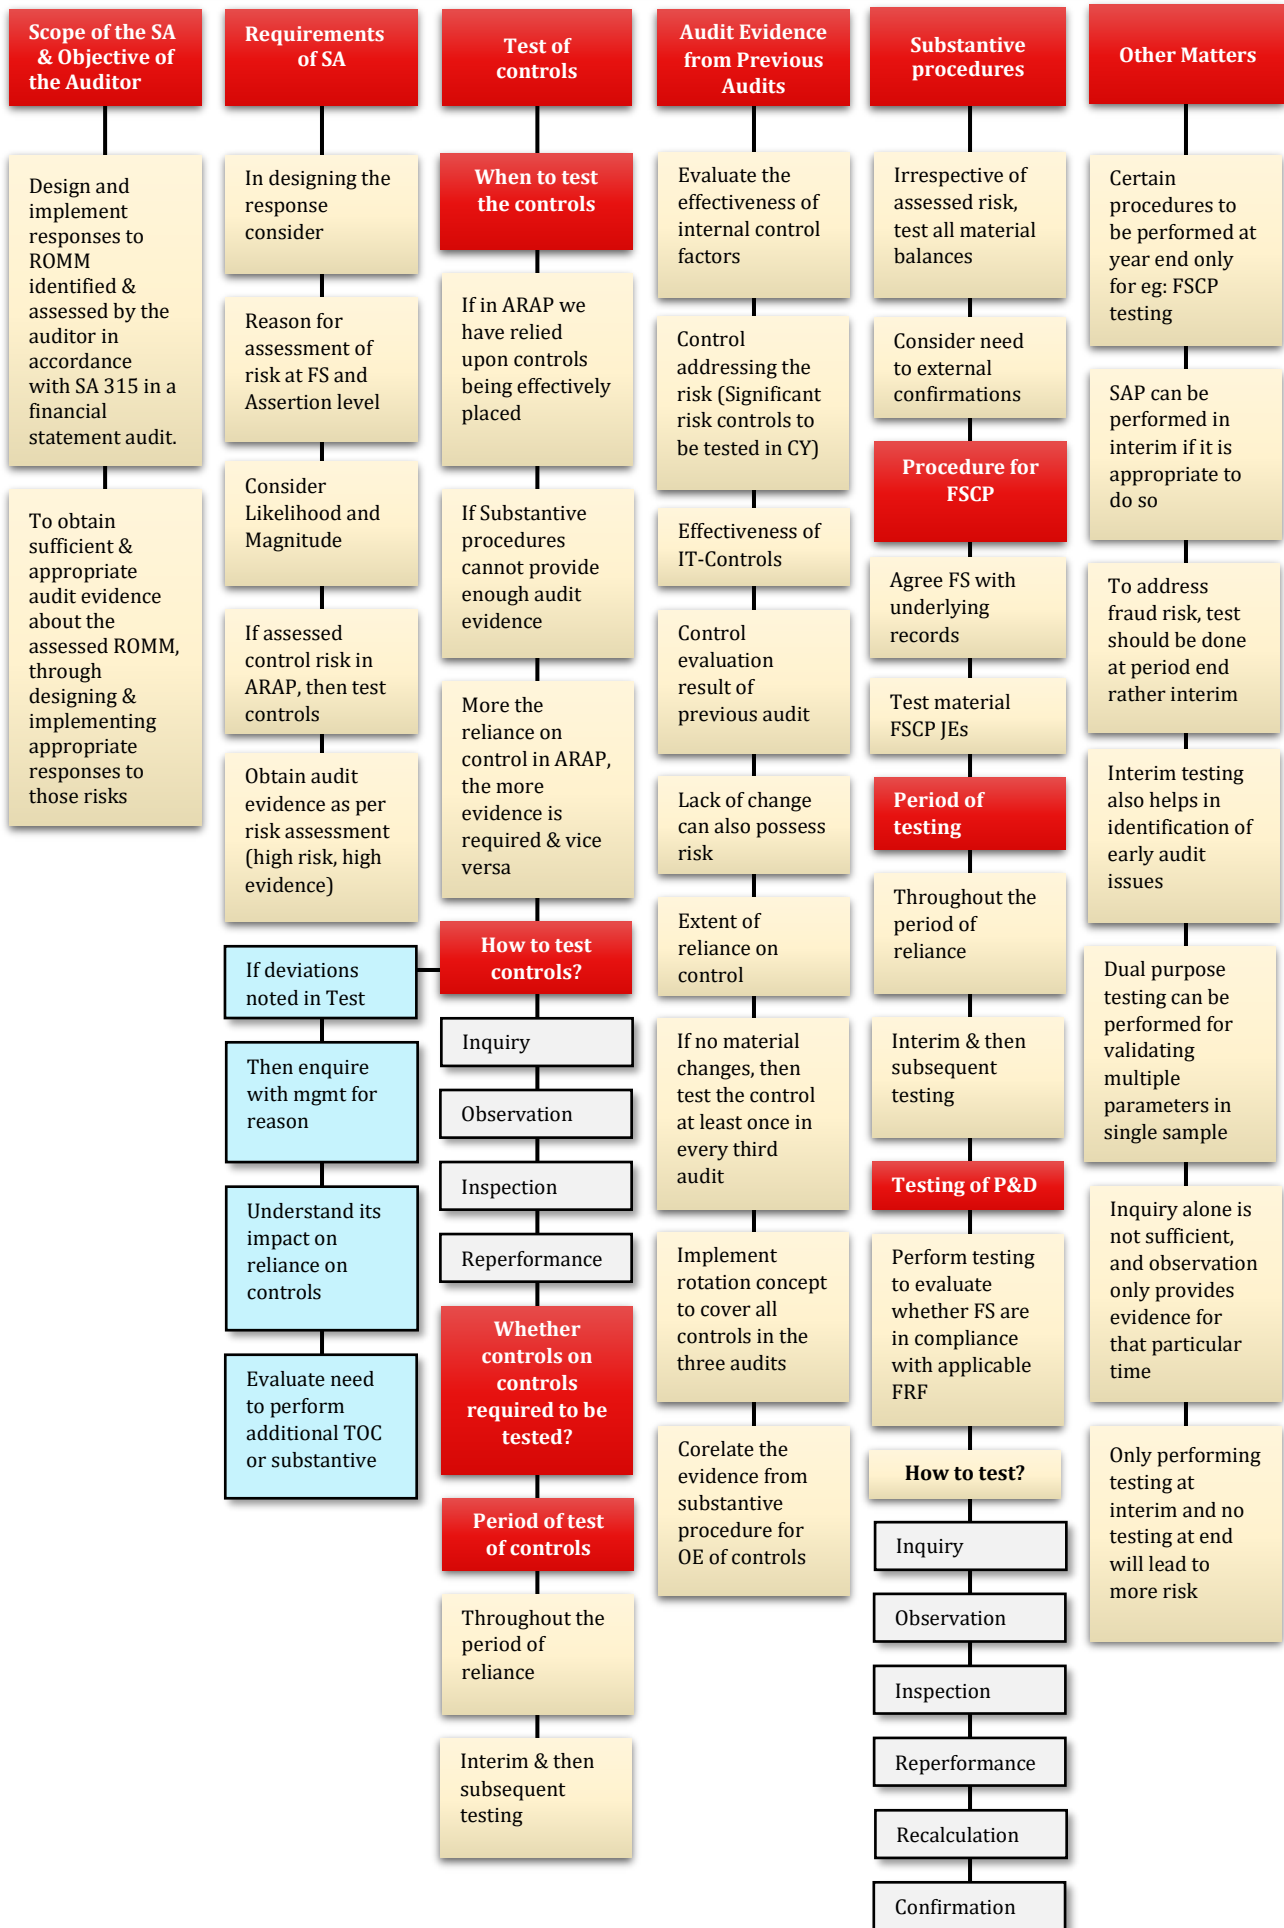 Scope of the SA
& Objective of
the Auditor
Design and
implement
responses to
ROMM
identified &
assessed by the
auditor in
accordance
with SA 315 in a
financial
statement audit.
To obtain
sufficient &
appropriate
audit evidence
about the
assessed ROMM,
through
designing &
implementing
appropriate
responses to
those risks
Requirements
of SA
In designing the
response
consider
Reason for
assessment of
risk at FS and
Assertion level
Consider
Likelihood and
Magnitude
If assessed
control risk in
ARAP, then test
controls
Obtain audit
evidence as per
risk assessment
(high risk, high
evidence)
If deviations
noted in Test
Then enquire
with mgmt for
reason
Understand its
impact on
reliance on
controls
Evaluate need
to perform
additional TOC
or substantive
Test of
controls
When to test
the controls
If in ARAP we
have relied
upon controls
being effectively
placed
If Substantive
procedures
cannot provide
enough audit
evidence
More the
reliance on
control in ARAP,
the more
evidence is
required & vice
versa
How to test
controls?
Inquiry
Observation
Inspection
Reperformance
Whether
controls on
controls
required to be
tested?
Period of test
of controls
Throughout the
period of
reliance
Interim & then
subsequent
testing
Audit Evidence
from Previous
Audits
Evaluate the
effectiveness of
internal control
factors
Control
addressing the
risk (Significant
risk controls to
be tested in CY)
Effectiveness of
IT-Controls
Control
evaluation
result of
previous audit
Lack of change
can also possess
risk
Extent of
reliance on
control
If no material
changes, then
test the control
at least once in
every third
audit
Implement
rotation concept
to cover all
controls in the
three audits
Corelate the
evidence from
substantive
procedure for
OE of controls
Substantive
procedures
Irrespective of
assessed risk,
test all material
balances
Consider need
to external
confirmations
Procedure for
FSCP
Agree FS with
underlying
records
Test material
FSCP JEs
Period of
testing
Throughout the
period of
reliance
Interim & then
subsequent
testing
Testing of P&D
Perform testing
to evaluate
whether FS are
in compliance
with applicable
FRF
How to test?
Inquiry
Observation
Inspection
Reperformance
Recalculation
Confirmation
Other Matters
Certain
procedures to
be performed at
year end only
for eg: FSCP
testing
SAP can be
performed in
interim if it is
appropriate to
do so
To address
fraud risk, test
should be done
at period end
rather interim
Interim testing
also helps in
identification of
early audit
issues
Dual purpose
testing can be
performed for
validating
multiple
parameters in
single sample
Inquiry alone is
not sufficient,
and observation
only provides
evidence for
that particular
time
Only performing
testing at
interim and no
testing at end
will lead to
more risk